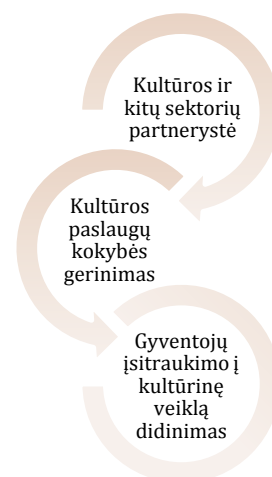 Kultūros ir
kitų sektorių
partnerystė
Kultūros
paslaugų
kokybės
gerinimas
Gyventojų
įsitraukimo į
kultūrinę
veiklą
didinimas